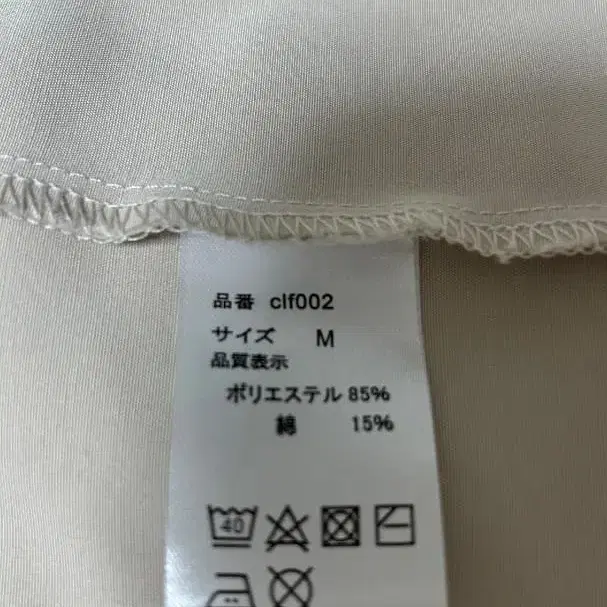 品番 clf002
サイズ M
品質表示
ポリエステル 85%
綿 15%
40